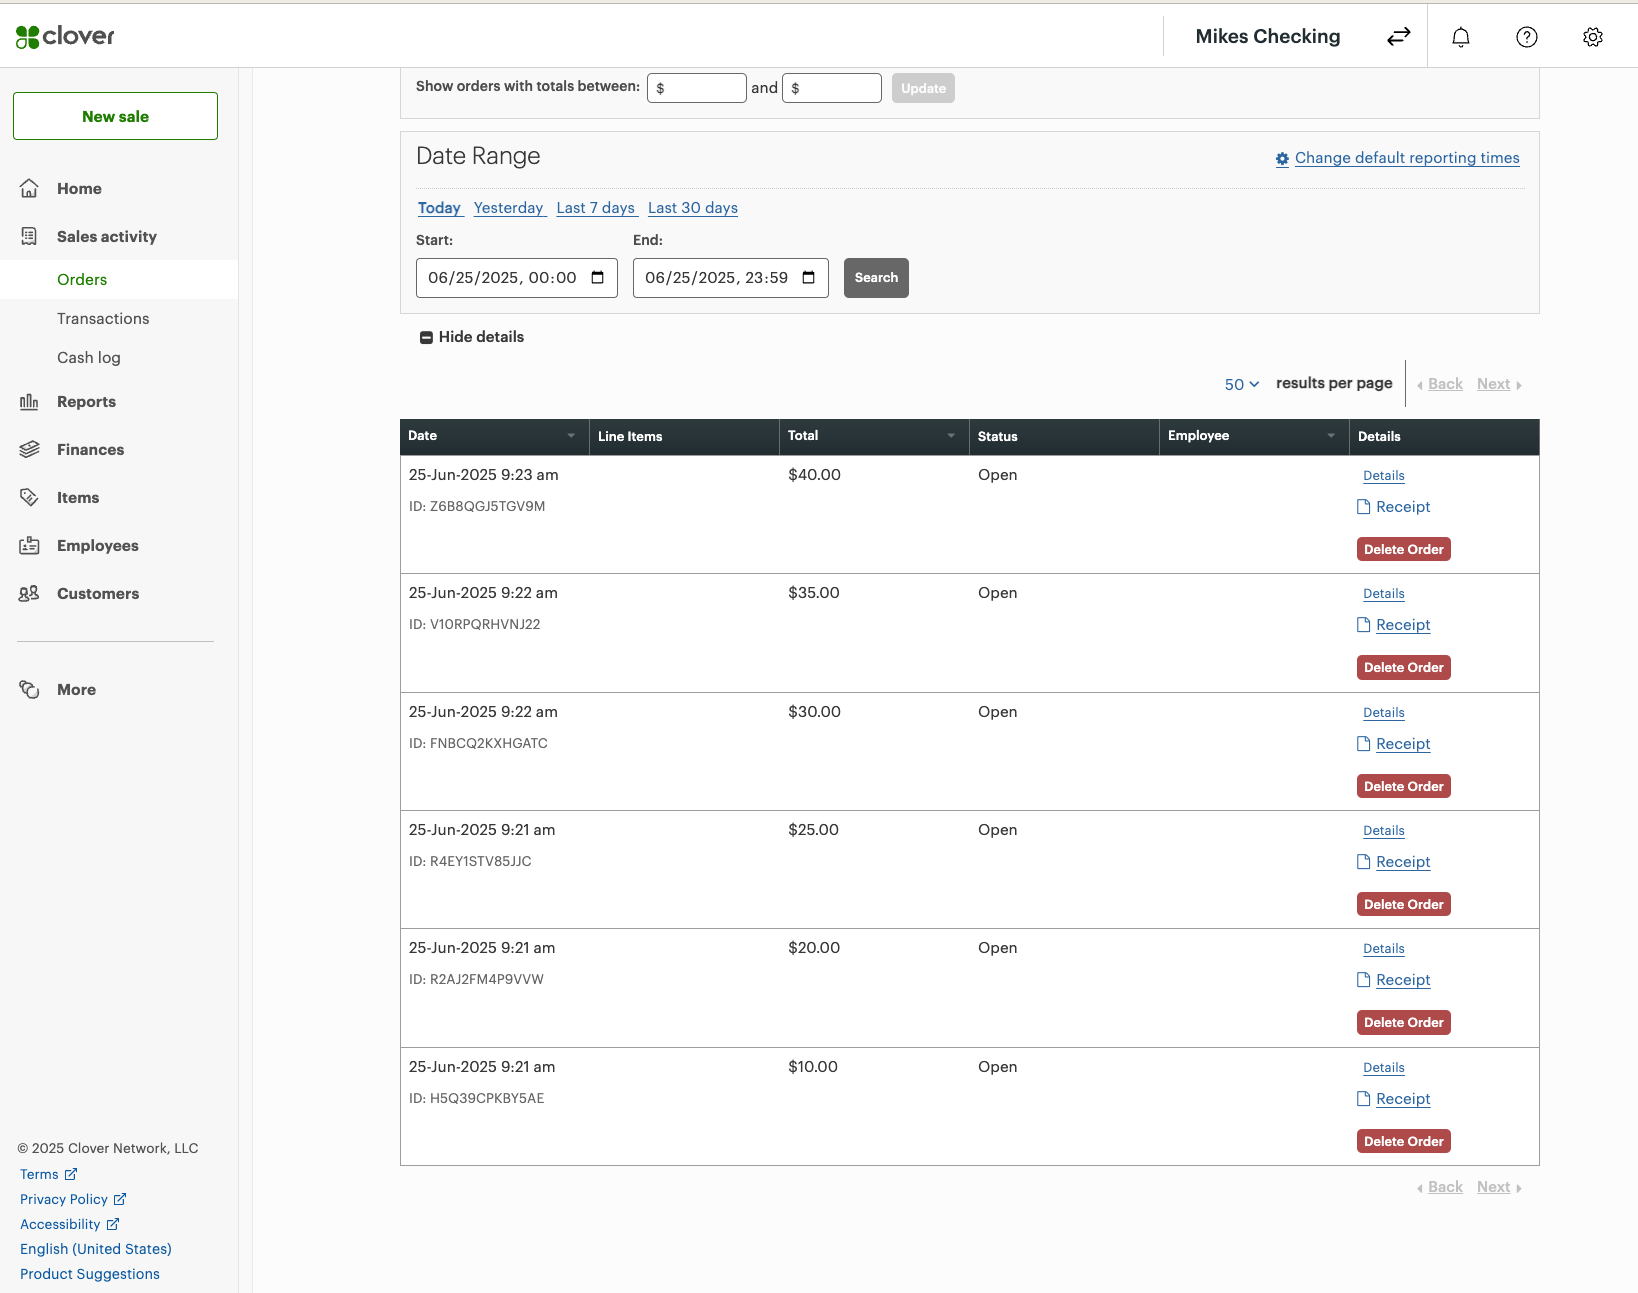 clover
Mikes Checking
New sale
Home
Sales activity
Orders
Transactions
Cash log
Reports
Finances
Items
Employees
Customers
More
© 2025 Clover Network, LLC
Terms
Privacy Policy
Accessibility
English (United States)
Product Suggestions
Show orders with totals between: $ and $ Update
Date Range
Change default reporting times
Today Yesterday Last 7 days Last 30 days
Start: End:
06/25/2025, 00:00 06/25/2025, 23:59 Search
Hide details
50 results per page Back Next
Date Line Items Total Status Employee Details
25-Jun-2025 9:23 am $40.00 Open Details
ID: Z6B8QGJ5TGV9M Receipt
Delete Order
25-Jun-2025 9:22 am $35.00 Open Details
ID: V10RPQRHVNJ22 Receipt
Delete Order
25-Jun-2025 9:22 am $30.00 Open Details
ID: FNBCQ2KXHGATC Receipt
Delete Order
25-Jun-2025 9:21 am $25.00 Open Details
ID: R4EY1STV85JJC Receipt
Delete Order
25-Jun-2025 9:21 am $20.00 Open Details
ID: R2AJ2FM4P9VVW Receipt
Delete Order
25-Jun-2025 9:21 am $10.00 Open Details
ID: H5Q39CPKBY5AE Receipt
Delete Order
Back Next